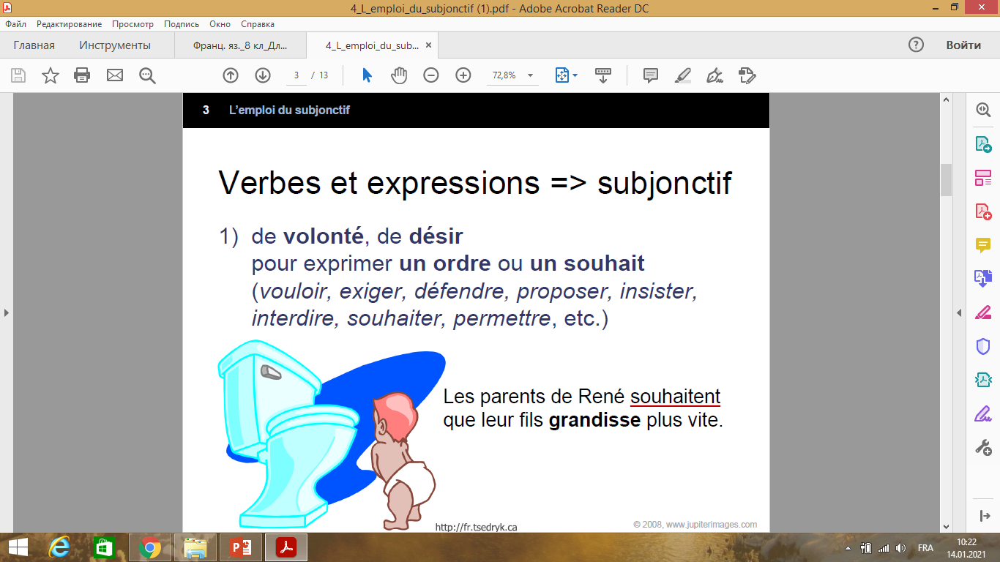 4_L_emploi_du_subjonctif (1).pdf - Adobe Acrobat Reader DC
Файл Редактирование Просмотр Подпись Окно Справка
Главная Инструменты Франц. яз._8 кл_Дл... 4_L_emploi_du_sub... × Войти
3 / 13 72,8%
3 L'emploi du subjonctif
Verbes et expressions => subjonctif
1) de volonté, de désir
pour exprimer un ordre ou un souhait
(vouloir, exiger, défendre, proposer, insister,
interdire, souhaiter, permettre, etc.)
Les parents de René souhaitent
que leur fils grandisse plus vite.
http://fr.tsedryk.ca
© 2008, www.jupiterimages.com
FRA
10:22
14.01.2021